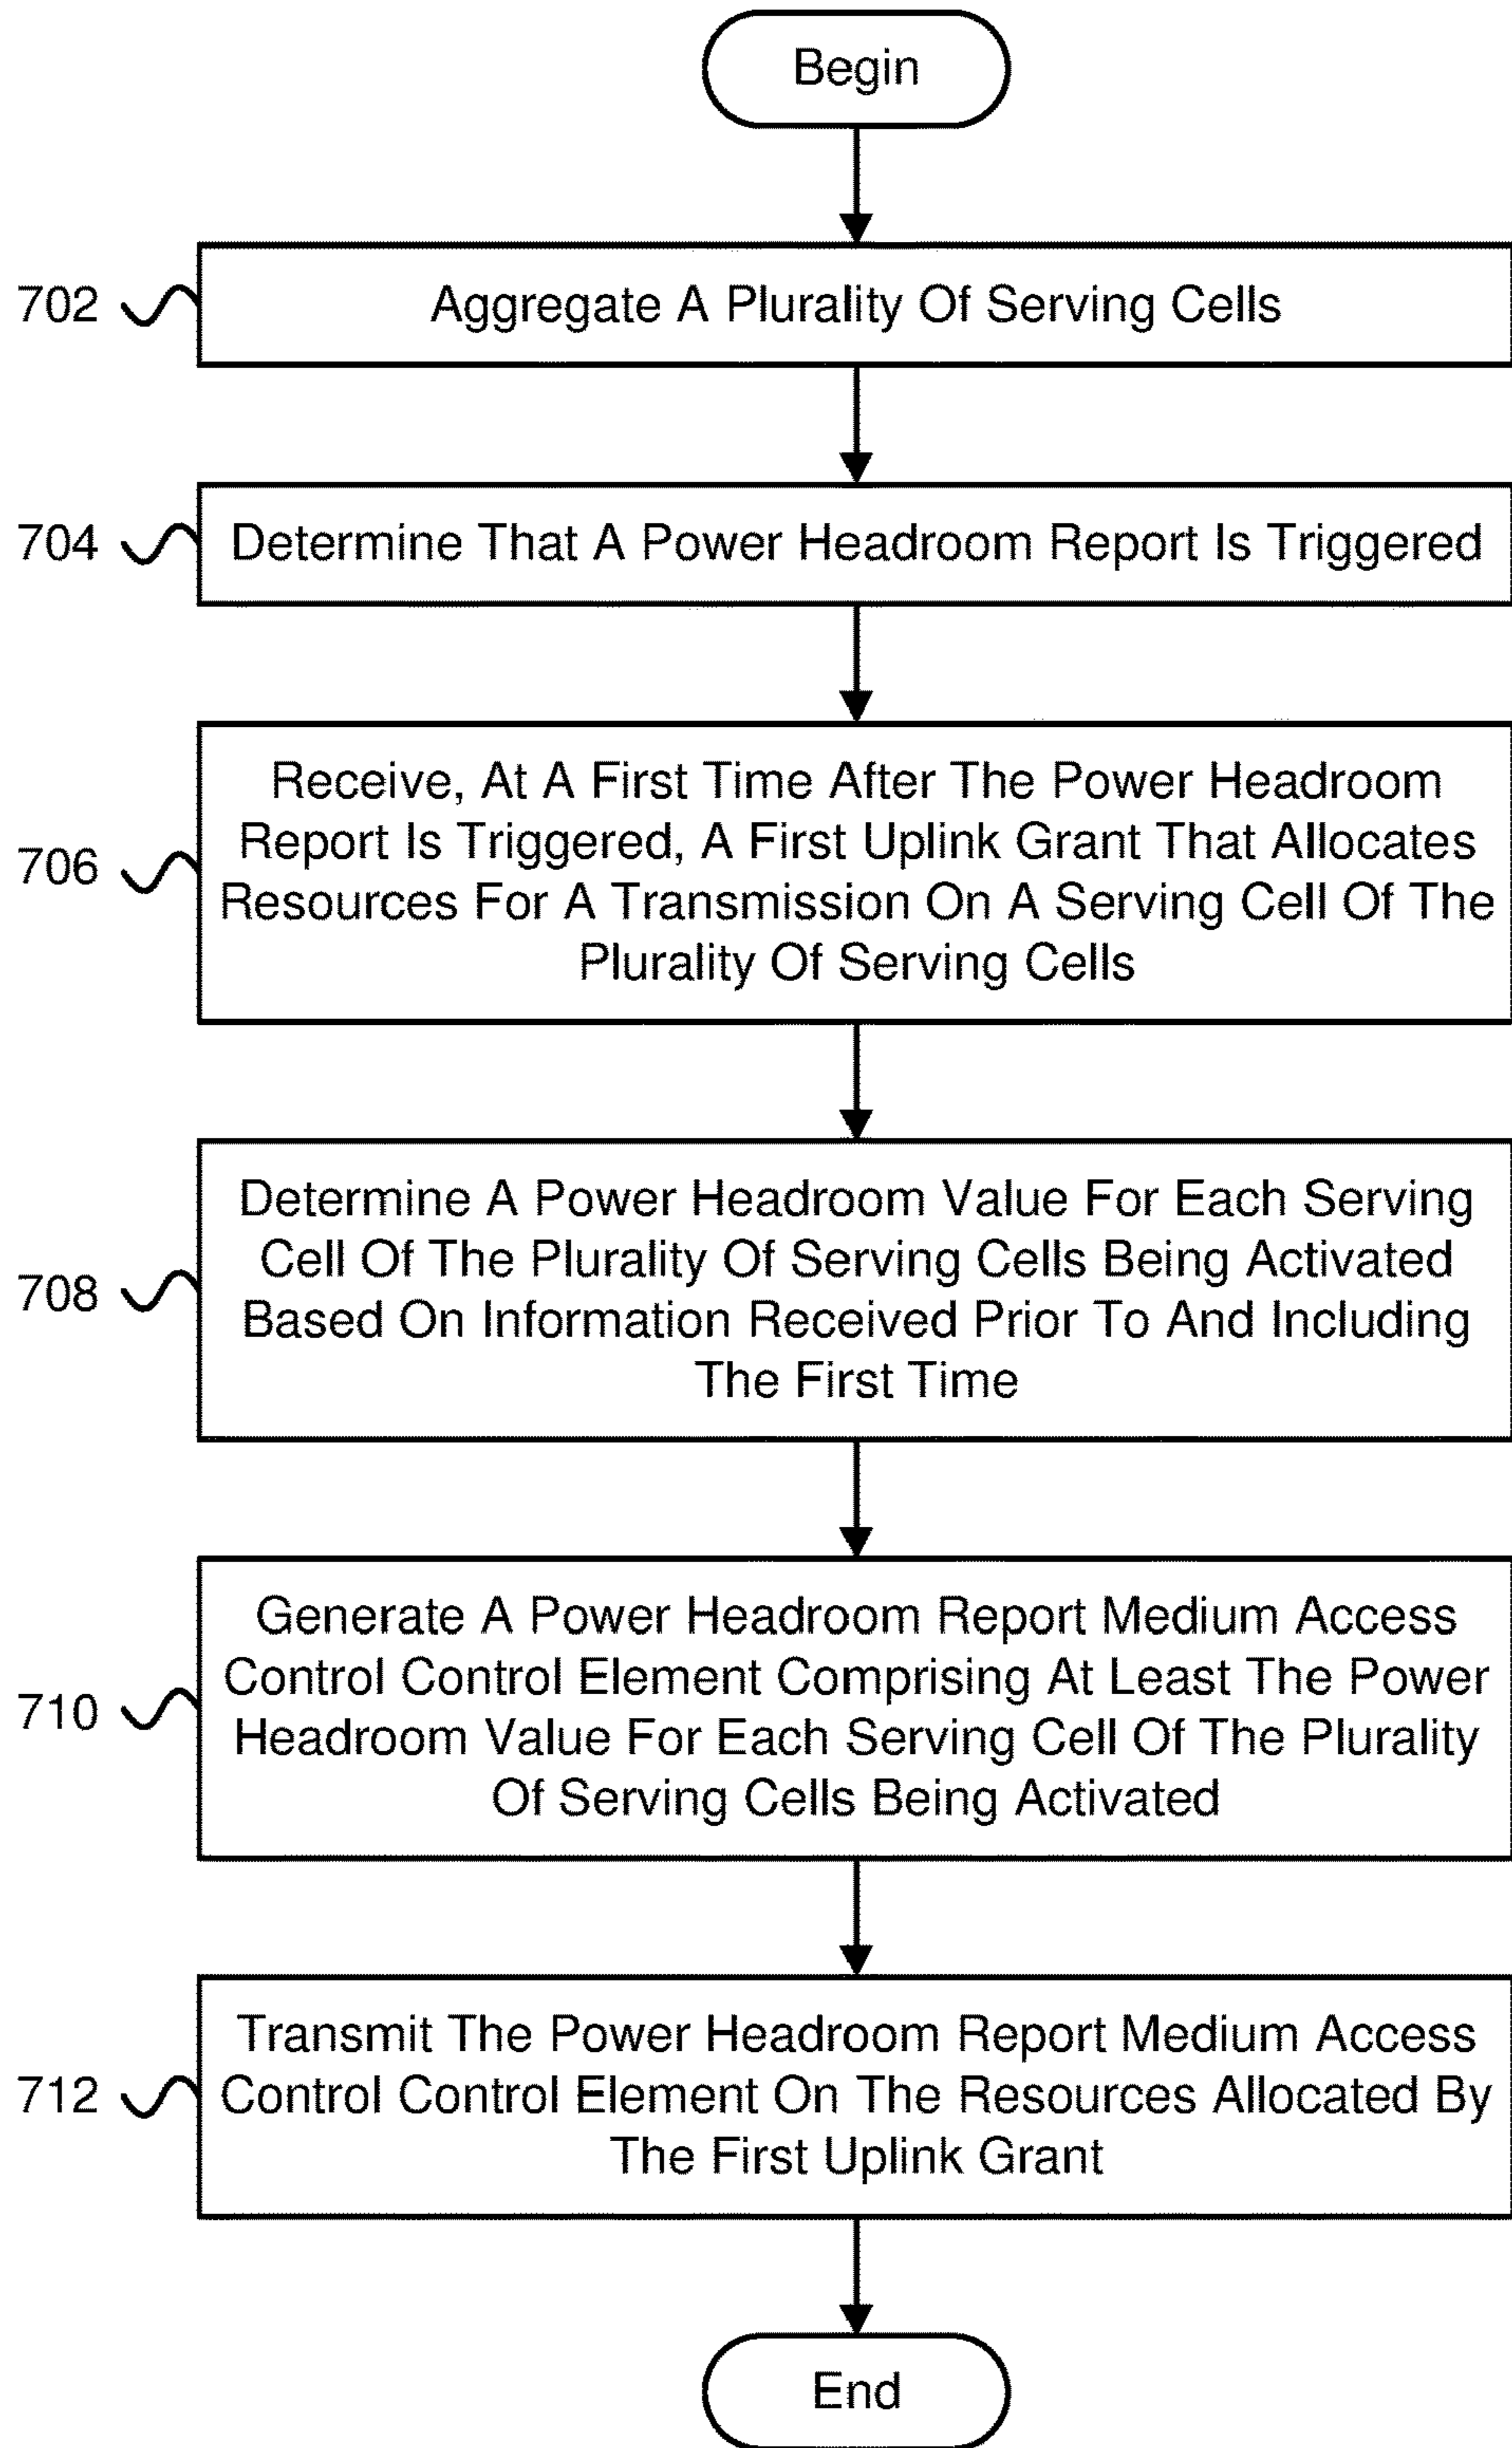 Begin
702
Aggregate A Plurality Of Serving Cells
704
Determine That A Power Headroom Report Is Triggered
706
Receive, At A First Time After The Power Headroom
Report Is Triggered, A First Uplink Grant That Allocates
Resources For A Transmission On A Serving Cell Of The
Plurality Of Serving Cells
708
Determine A Power Headroom Value For Each Serving
Cell Of The Plurality Of Serving Cells Being Activated
Based On Information Received Prior To And Including
The First Time
710
Generate A Power Headroom Report Medium Access
Control Control Element Comprising At Least The Power
Headroom Value For Each Serving Cell Of The Plurality
Of Serving Cells Being Activated
712
Transmit The Power Headroom Report Medium Access
Control Control Element On The Resources Allocated By
The First Uplink Grant
End